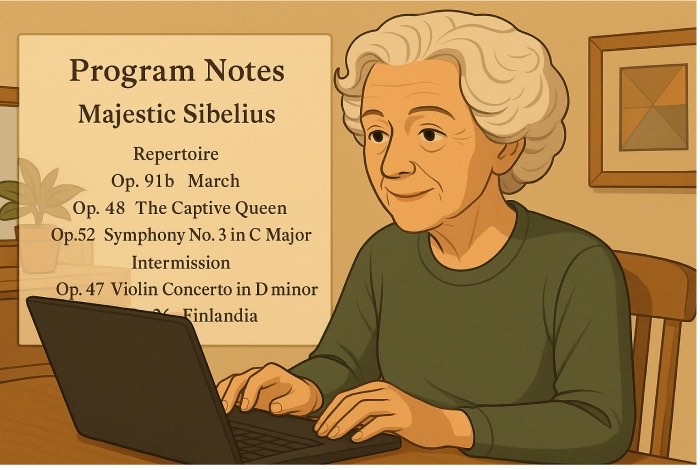 Program Notes
Majestic Sibelius
Repertoire
Op. 91b March
Op. 48 The Captive Queen
Op.52 Symphony No. 3 in C Major
Intermission
Op. 47 Violin Concerto in D minor
26 Finlandia